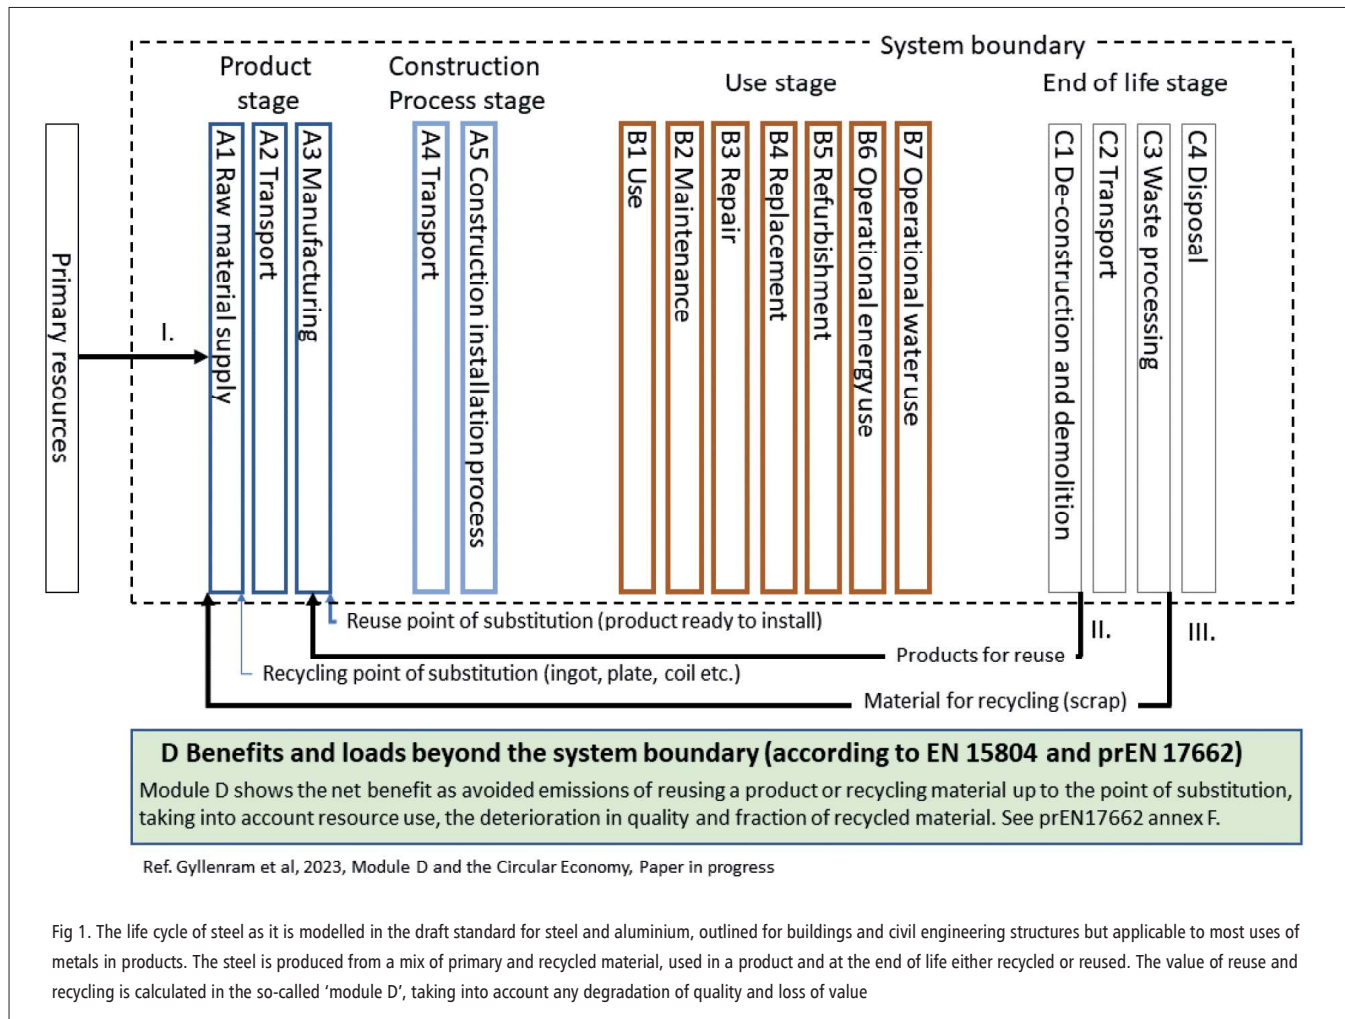 System boundary
Product
stage
Construction
Process stage
Use stage
End of life stage
Primary resources
I.
A1 Raw material supply
A2 Transport
A3 Manufacturing
A4 Transport
A5 Construction installation process
B1 Use
B2 Maintenance
B3 Repair
B4 Replacement
B5 Refurbishment
B6 Operational energy use
B7 Operational water use
C1 De-construction and demolition
C2 Transport
C3 Waste processing
C4 Disposal
Reuse point of substitution (product ready to install)
II.
III.
Products for reuse
Recycling point of substitution (ingot, plate, coil etc.)
Material for recycling (scrap)
D Benefits and loads beyond the system boundary (according to EN 15804 and prEN 17662)
Module D shows the net benefit as avoided emissions of reusing a product or recycling material up to the point of substitution,
taking into account resource use, the deterioration in quality and fraction of recycled material. See prEN17662 annex F.
Ref. Gyllenram et al, 2023, Module D and the Circular Economy, Paper in progress
Fig 1. The life cycle of steel as it is modelled in the draft standard for steel and aluminium, outlined for buildings and civil engineering structures but applicable to most uses of
metals in products. The steel is produced from a mix of primary and recycled material, used in a product and at the end of life either recycled or reused. The value of reuse and
recycling is calculated in the so-called ‘module D’, taking into account any degradation of quality and loss of value